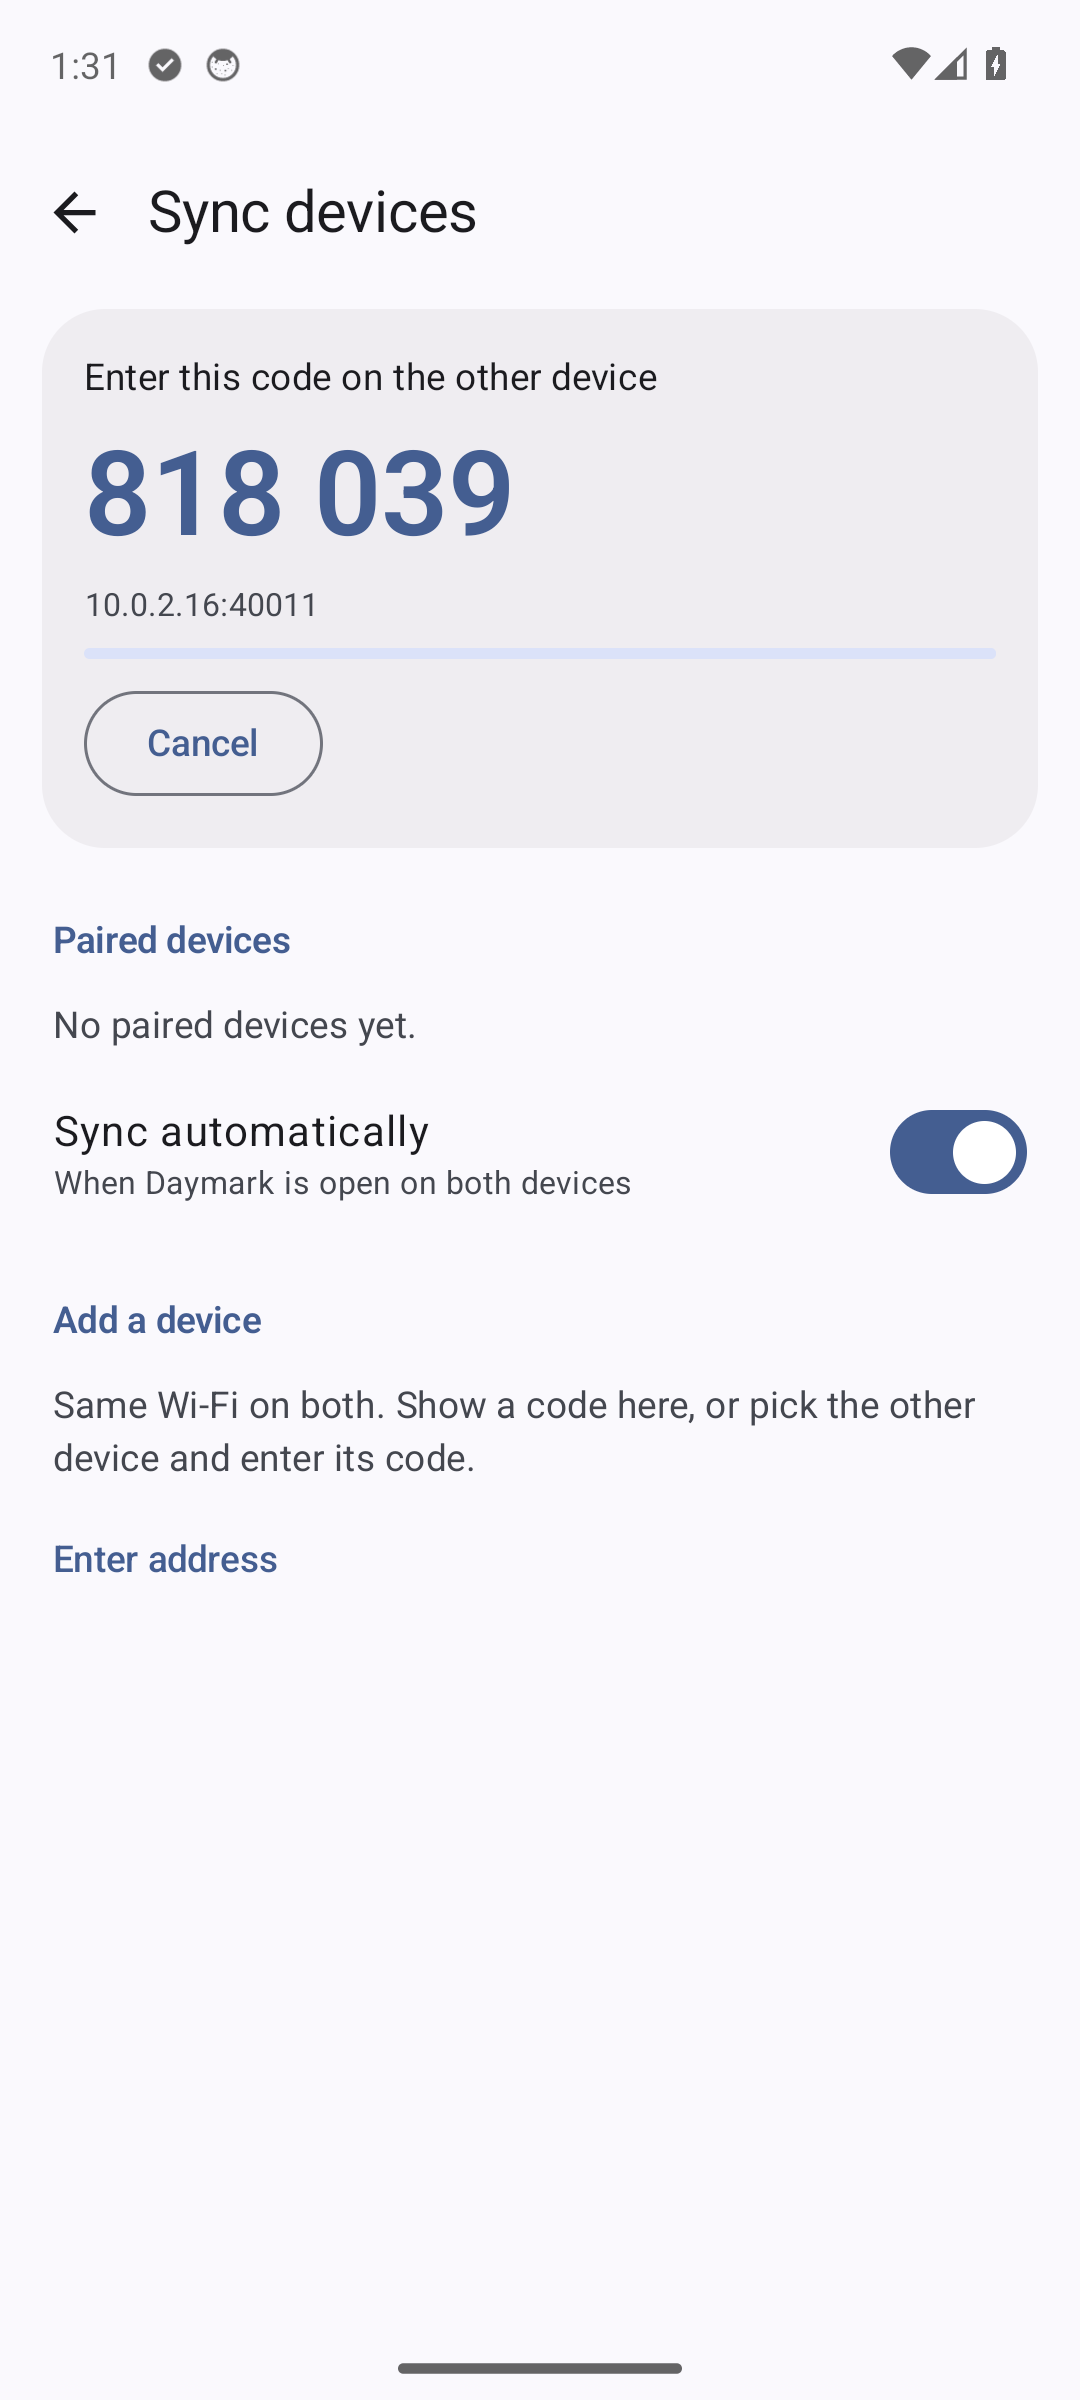 1:31
Sync devices
Enter this code on the other device
818 039
10.0.2.16:40011
Cancel
Paired devices
No paired devices yet.
Sync automatically
When Daymark is open on both devices
Add a device
Same Wi-Fi on both. Show a code here, or pick the other
device and enter its code.
Enter address